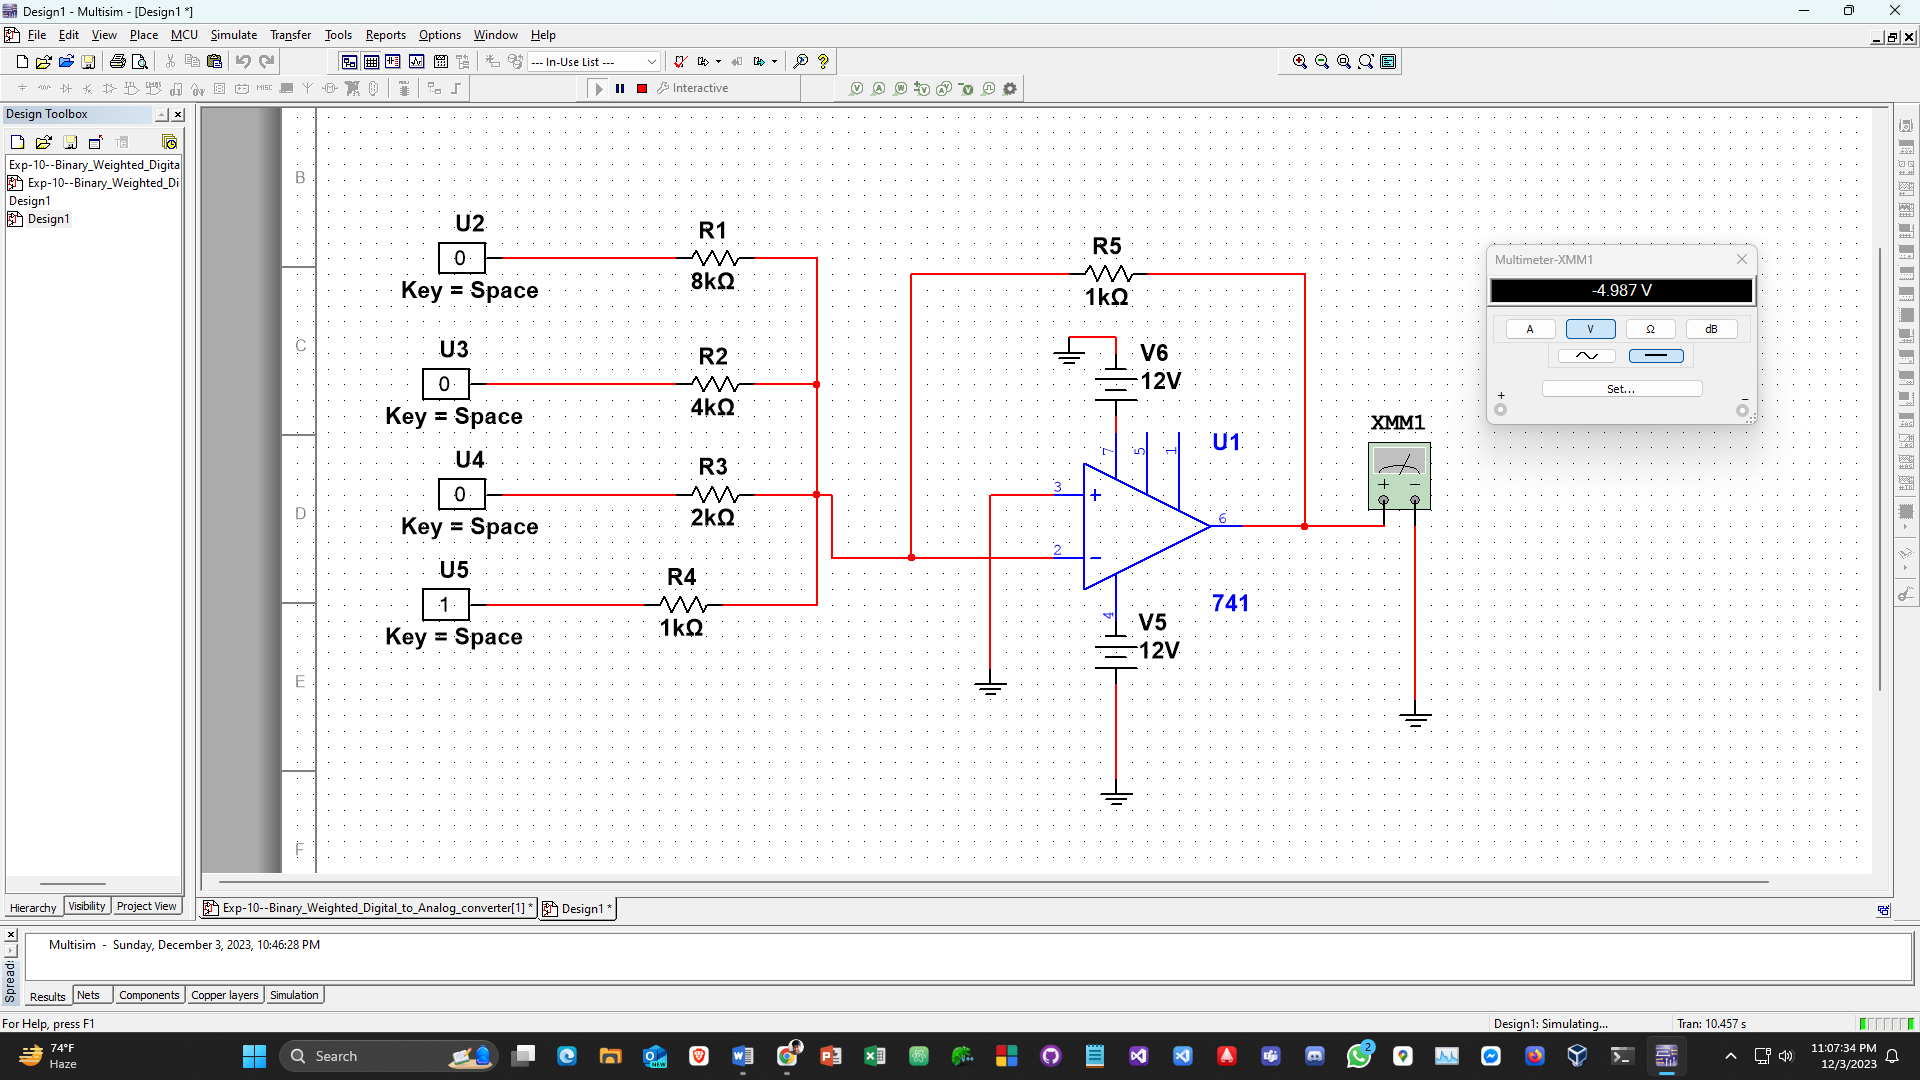 Design1 - Multisim - [Design1 *]
File Edit View Place MCU Simulate Transfer Tools Reports Options Window Help
--- In-Use List ---
Interactive
Design Toolbox
Exp-10--Binary_Weighted_Digita
Exp-10--Binary_Weighted_Di
Design1
Design1
Hierarchy Visibility Project View
B
C
D
E
F
U2
0
Key = Space
R1
8kΩ
U3
0
Key = Space
R2
4kΩ
U4
0
Key = Space
R3
2kΩ
U5
1
Key = Space
R4
1kΩ
R5
1kΩ
V6
12V
U1
7 5 1
3
+
2
−
6
4
741
V5
12V
XMM1
+ −
Multimeter-XMM1
-4.987 V
A V Ω dB
Set...
+ −
Exp-10--Binary_Weighted_Digital_to_Analog_converter[1] * Design1 *
Multisim - Sunday, December 3, 2023, 10:46:28 PM
Spread:
Results Nets Components Copper layers Simulation
For Help, press F1
Design1: Simulating... Tran: 10.457 s
74°F
Haze
Search
2
11:07:34 PM
12/3/2023